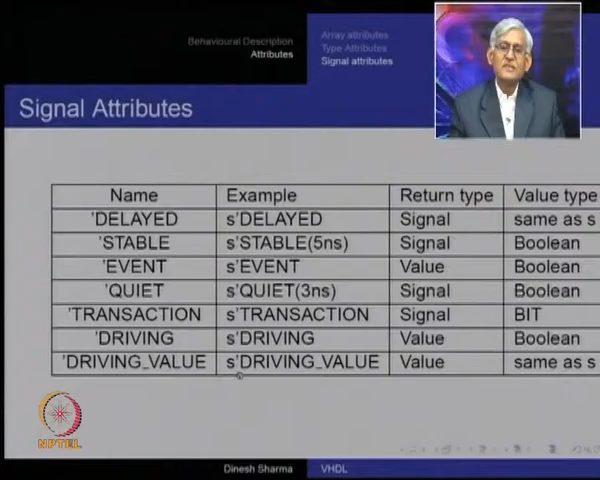 Behavioural Description
Attributes
Array attributes
Type Attributes
Signal attributes
Signal Attributes
Name Example Return type Value type
'DELAYED s'DELAYED Signal same as s
'STABLE s'STABLE(5ns) Signal Boolean
'EVENT s'EVENT Value Boolean
'QUIET s'QUIET(3ns) Signal Boolean
'TRANSACTION s'TRANSACTION Signal BIT
'DRIVING s'DRIVING Value Boolean
'DRIVING_VALUE s'DRIVING_VALUE Value same as s
NPTEL
Dinesh Sharma VHDL